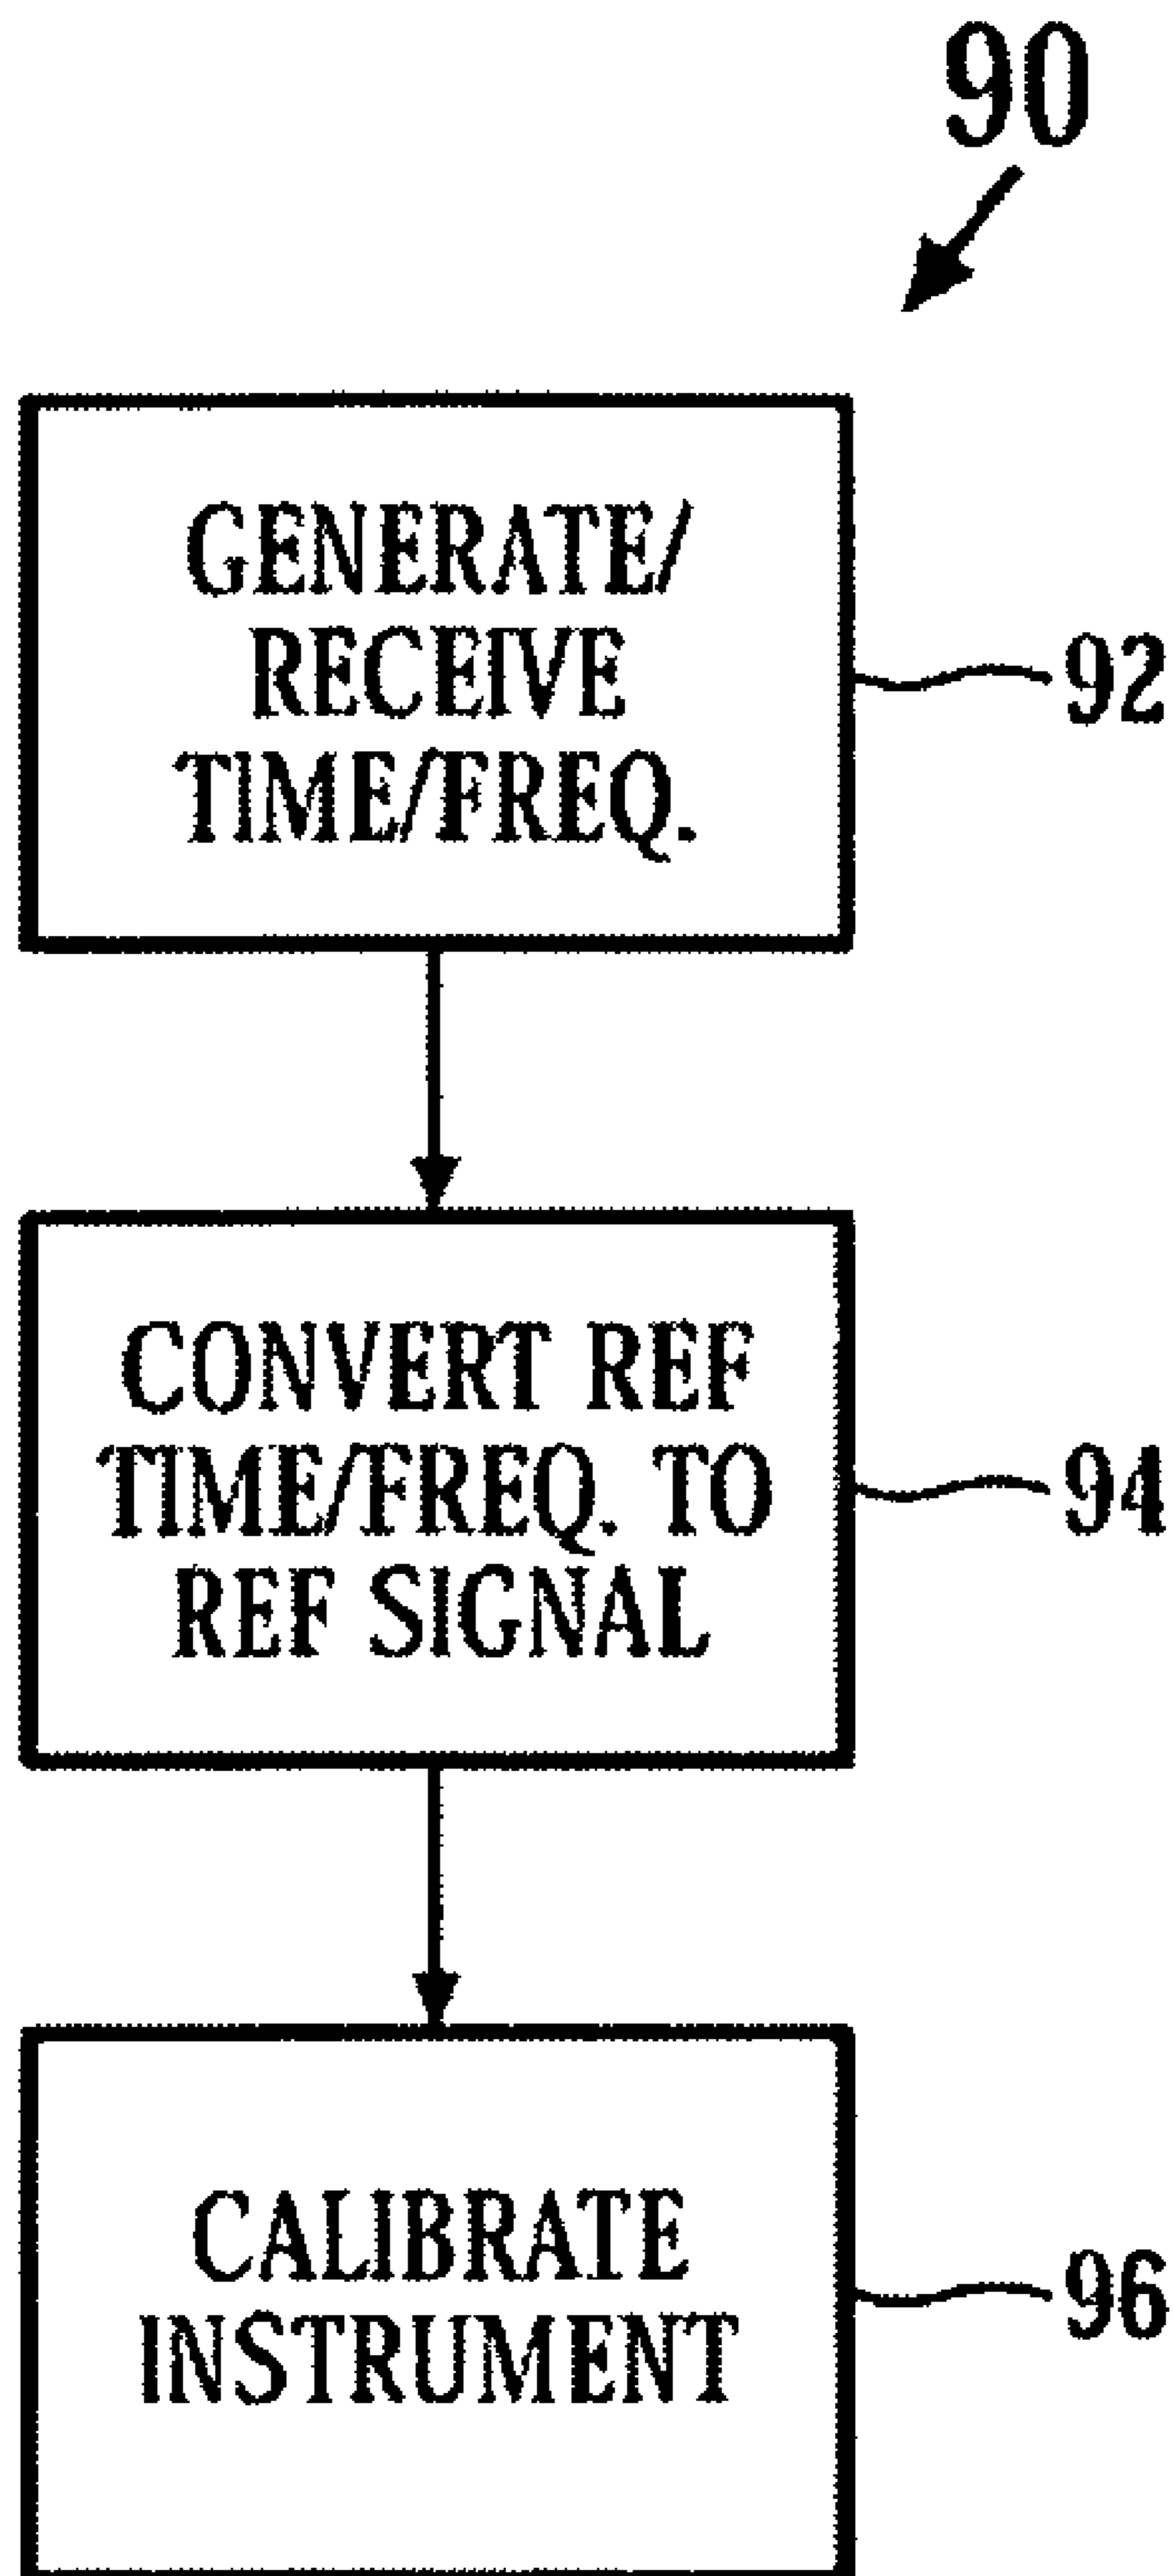 90
GENERATE/
RECEIVE
TIME/FREQ.
92
CONVERT REF
TIME/FREQ. TO
REF SIGNAL
94
CALIBRATE
INSTRUMENT
96